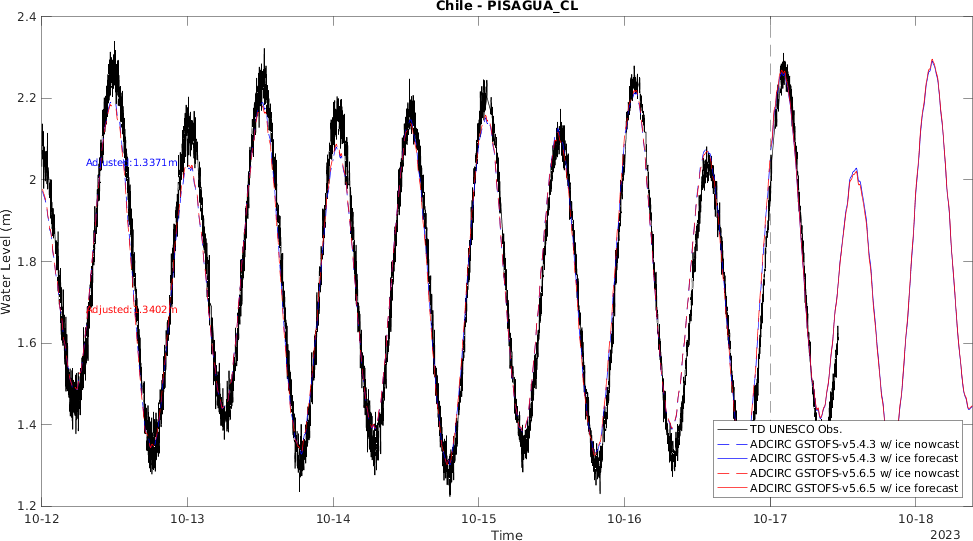 Chile - PISAGUA_CL
2.4
2.2
2
1.8
1.6
1.4
1.2
Water Level (m)
Adjusted:1.3371m
Adjusted:1.3402m
TD UNESCO Obs.
ADCIRC GSTOFS-v5.4.3 w/ ice nowcast
ADCIRC GSTOFS-v5.4.3 w/ ice forecast
ADCIRC GSTOFS-v5.6.5 w/ ice nowcast
ADCIRC GSTOFS-v5.6.5 w/ ice forecast
10-12 10-13 10-14 10-15 10-16 10-17 10-18
Time
2023